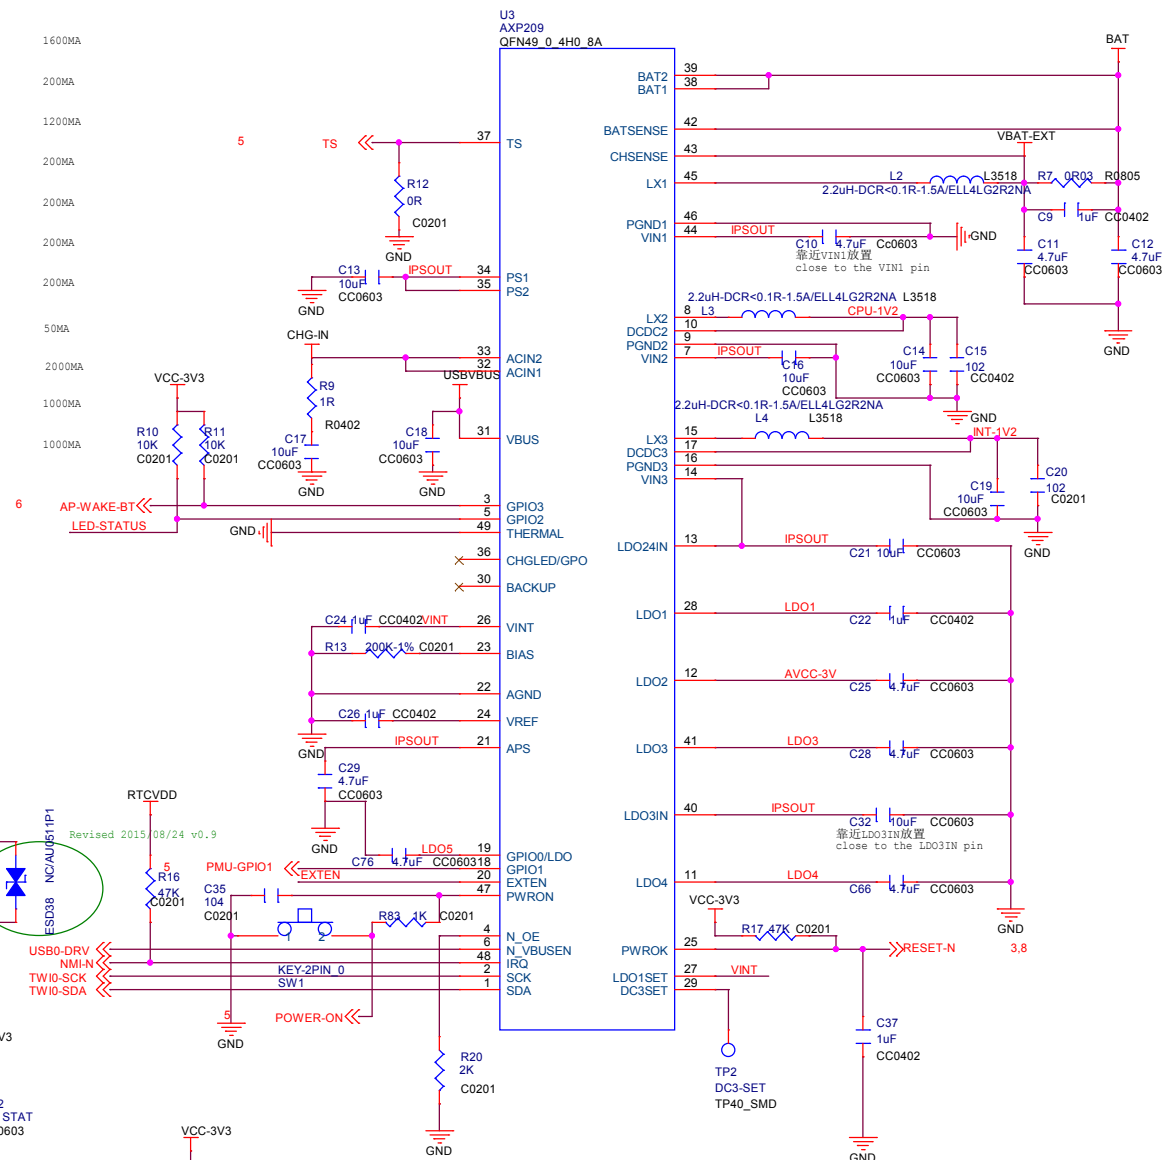 U3
AXP209
QFN49_0_4H0_8A
1600MA
200MA
1200MA
200MA
200MA
200MA
200MA
50MA
2000MA
1000MA
1000MA
BAT
39
BAT2
38
BAT1
42
BATSENSE
VBAT-EXT
43
CHSENSE
45
LX1
L2
L3518
2.2uH-DCR<0.1R-1.5A/ELL4LG2R2NA
R7
0R03
R0805
C9
1uF
CC0402
46
PGND1
44
VIN1
IPSOUT
GND
C10
4.7uF
Cc0603
靠近VIN1放置
close to the VIN1 pin
C11
4.7uF
CC0603
C12
4.7uF
CC0603
GND
5
TS
37
TS
R12
0R
C0201
GND
C13
10uF
CC0603
IPSOUT
34
PS1
35
PS2
GND
2.2uH-DCR<0.1R-1.5A/ELL4LG2R2NA
L3518
L3
8
LX2
CPU-1V2
10
DCDC2
9
PGND2
7
VIN2
IPSOUT
C16
10uF
CC0603
C14
10uF
CC0603
C15
102
CC0402
GND
CHG-IN
33
ACIN2
32
ACIN1
R9
1R
R0402
C17
10uF
CC0603
GND
USBVBUS
C18
10uF
CC0603
GND
31
VBUS
VCC-3V3
R10
10K
C0201
R11
10K
C0201
2.2uH-DCR<0.1R-1.5A/ELL4LG2R2NA
L4
L3518
15
LX3
INT-1V2
17
DCDC3
16
PGND3
14
VIN3
C19
10uF
CC0603
C20
102
C0201
GND
6
AP-WAKE-BT
3
GPIO3
LED-STATUS
5
GPIO2
GND
49
THERMAL
36
CHGLED/GPO
30
BACKUP
13
LDO24IN
IPSOUT
C21
10uF
CC0603
28
LDO1
LDO1
C22
1uF
CC0402
C24
1uF
CC0402
VINT
26
VINT
R13
200K-1%
C0201
23
BIAS
22
AGND
C26
1uF
CC0402
24
VREF
GND
IPSOUT
21
APS
C29
4.7uF
CC0603
GND
12
LDO2
AVCC-3V
C25
4.7uF
CC0603
41
LDO3
LDO3
C28
4.7uF
CC0603
40
LDO3IN
IPSOUT
C32
10uF
CC0603
靠近LDO3IN放置
close to the LDO3IN pin
11
LDO4
LDO4
C66
4.7uF
CC0603
GND
RTCVDD
Revised 2015/08/24 v0.9
NC/AU0511P1
ESD38
5
R16
47K
C0201
LDO5
19
GPIO0/LDO
C76
4.7uF
CC0603
PMU-GPIO1
18
GPIO1
EXTEN
20
EXTEN
47
PWRON
C35
104
C0201
R83
1K
C0201
1
2
4
N_OE
USB0-DRV
6
N_VBUSEN
NMI-N
48
IRQ
TWI0-SCK
KEY-2PIN_0
2
SCK
TWI0-SDA
SW1
1
SDA
5
GND
POWER-ON
R20
2K
C0201
GND
VCC-3V3
R17
47K
C0201
25
PWROK
RESET-N
3,8
27
LDO1SET
VINT
29
DC3SET
C37
1uF
CC0402
GND
TP2
DC3-SET
TP40_SMD
V3
2
STAT
0603
VCC-3V3